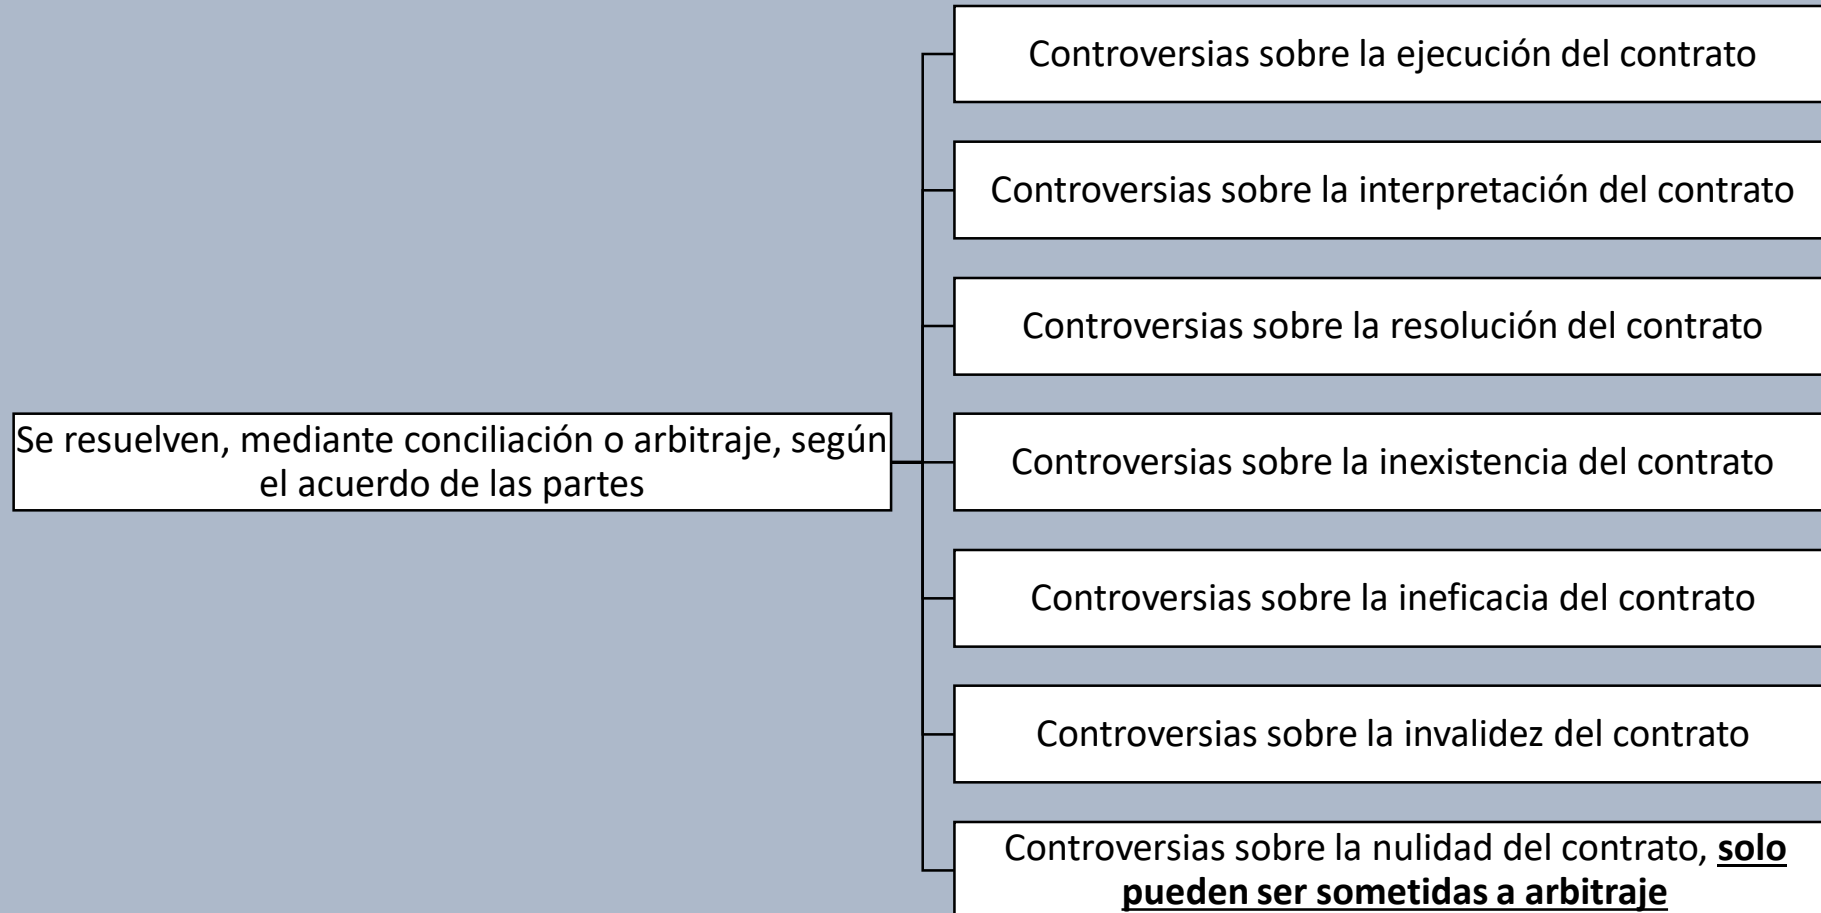 Controversias sobre la ejecución del contrato
Controversias sobre la interpretación del contrato
Controversias sobre la resolución del contrato
Se resuelven, mediante conciliación o arbitraje, según
el acuerdo de las partes
Controversias sobre la inexistencia del contrato
Controversias sobre la ineficacia del contrato
Controversias sobre la invalidez del contrato
Controversias sobre la nulidad del contrato, solo
pueden ser sometidas a arbitraje